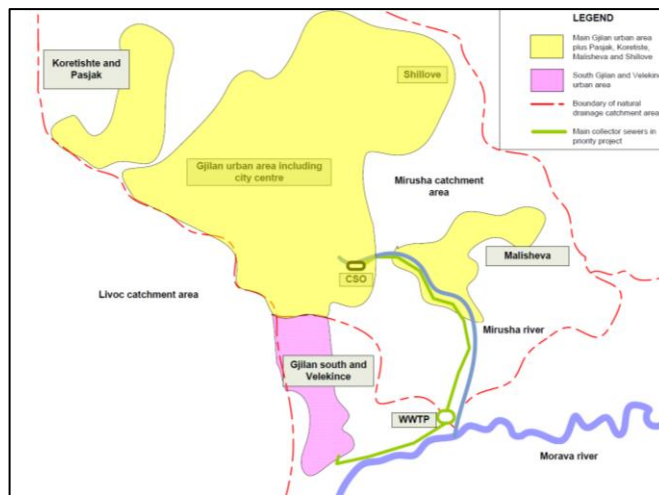 LEGEND
Main Gjilan urban area
plus Pasjak, Koretiste,
Malisheva and Shillove
South Gjilan and Velekince
urban area
Boundary of natural
drainage catchment area
Main collector sewers in
priority project
Koretishte and
Pasjak
Shillove
Gjilan urban area including
city centre
Mirusha catchment
area
Malisheva
CSO
Livoc catchment area
Mirusha river
Gjilan south and
Velekince
WWTP
Morava river